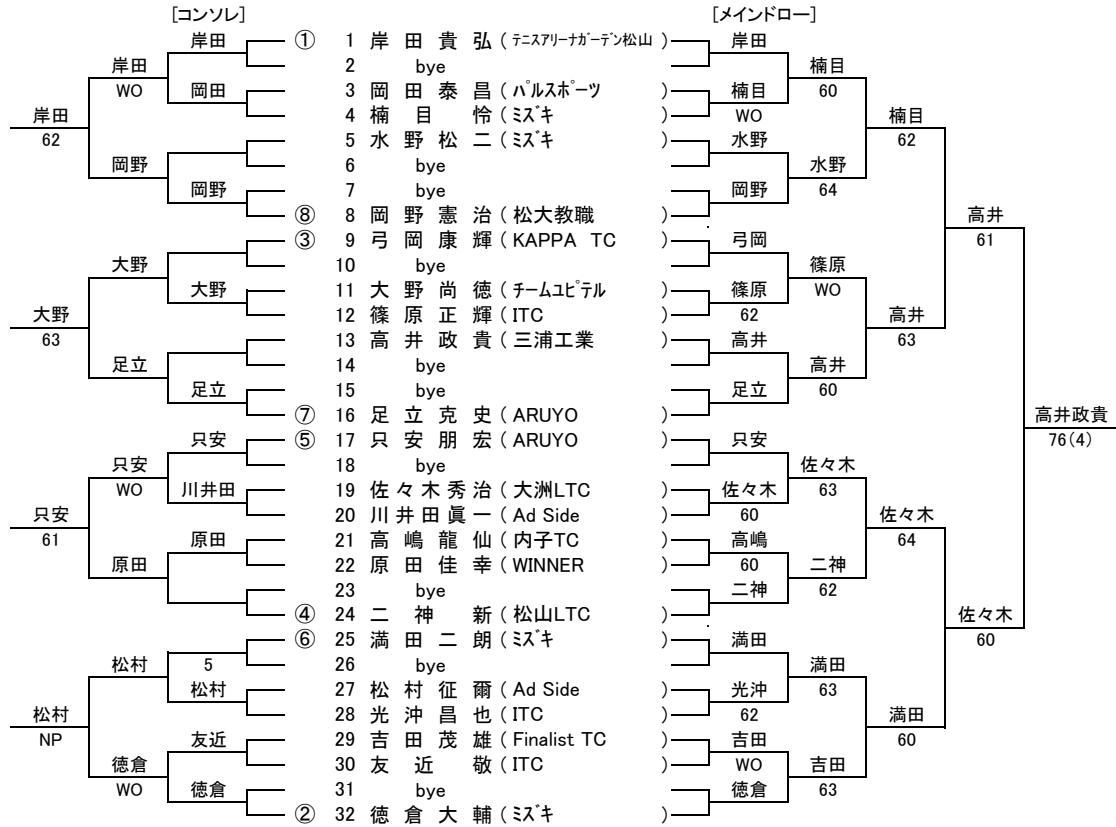 [コンソレ] [メインドロー]
岸田 ① 1 岸田貴弘 (テニスアリーナガーデン松山) 岸田
岸田 2 bye 楠目
WO 岡田 3 岡田泰昌 (パルスポーツ) 楠目 60
岸田 4 楠目怜 (ミズキ) WO 楠目
62 5 水野松二 (ミズキ) 水野 62
岡野 6 bye 水野
岡野 7 bye 岡野 64
⑧ 8 岡野憲治 (松大教職) 高井
③ 9 弓岡康輝 (KAPPA TC) 弓岡 61
大野 10 bye 篠原
大野 11 大野尚徳 (チームユピテル) 篠原 WO
大野 12 篠原正輝 (ITC) 62 高井
63 13 高井政貴 (三浦工業) 高井 63
足立 14 bye 高井
足立 15 bye 足立 60
⑦ 16 足立克史 (ARUYO) 高井政貴
只安 ⑤ 17 只安朋宏 (ARUYO) 只安 76(4)
只安 18 bye 佐々木
WO 川井田 19 佐々木秀治 (大洲LTC) 佐々木 63
只安 20 川井田眞一 (Ad Side) 60 佐々木
61 原田 21 高嶋龍仙 (内子TC) 高嶋 64
原田 22 原田佳幸 (WINNER) 60 二神
23 bye 二神 62
④ 24 二神新 (松山LTC) 佐々木
⑥ 25 満田二朗 (ミズキ) 満田 60
松村 5 26 bye 満田
松村 27 松村征爾 (Ad Side) 光沖 63
松村 28 光沖昌也 (ITC) 62 満田
NP 友近 29 吉田茂雄 (Finalist TC) 吉田 60
徳倉 30 友近敬 (ITC) WO 吉田
WO 徳倉 31 bye 徳倉 63
② 32 徳倉大輔 (ミズキ)